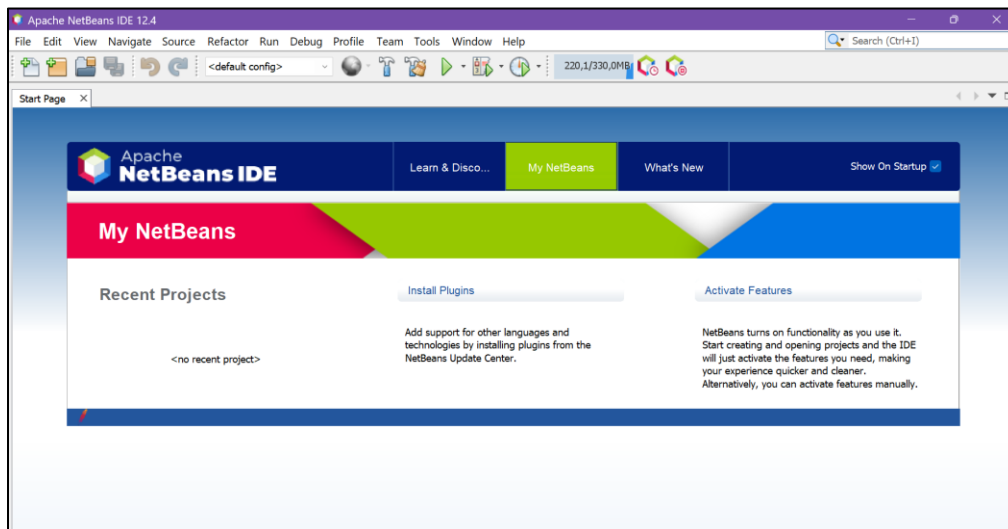 Apache NetBeans IDE 12.4
File Edit View Navigate Source Refactor Run Debug Profile Team Tools Window Help
Search (Ctrl+I)
<default config>
220,1/330,0MB
Start Page
Apache
NetBeans IDE
Learn & Disco...
My NetBeans
What's New
Show On Startup
My NetBeans
Recent Projects
<no recent project>
Install Plugins
Add support for other languages and
technologies by installing plugins from the
NetBeans Update Center.
Activate Features
NetBeans turns on functionality as you use it.
Start creating and opening projects and the IDE
will just activate the features you need, making
your experience quicker and cleaner.
Alternatively, you can activate features manually.